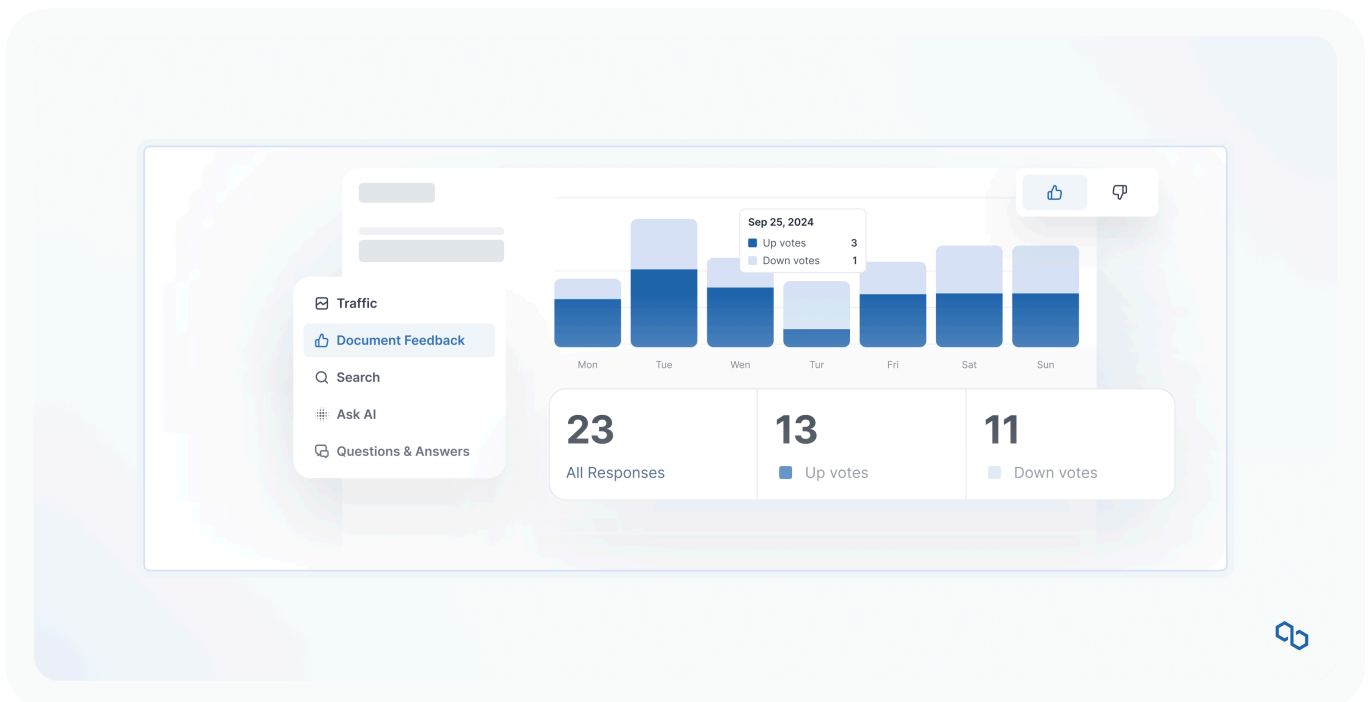 Sep 25, 2024
Up votes 3
Down votes 1
Traffic
Document Feedback
Search
Ask AI
Questions & Answers
Mon Tue Wen Tur Fri Sat Sun
23 13 11
All Responses Up votes Down votes